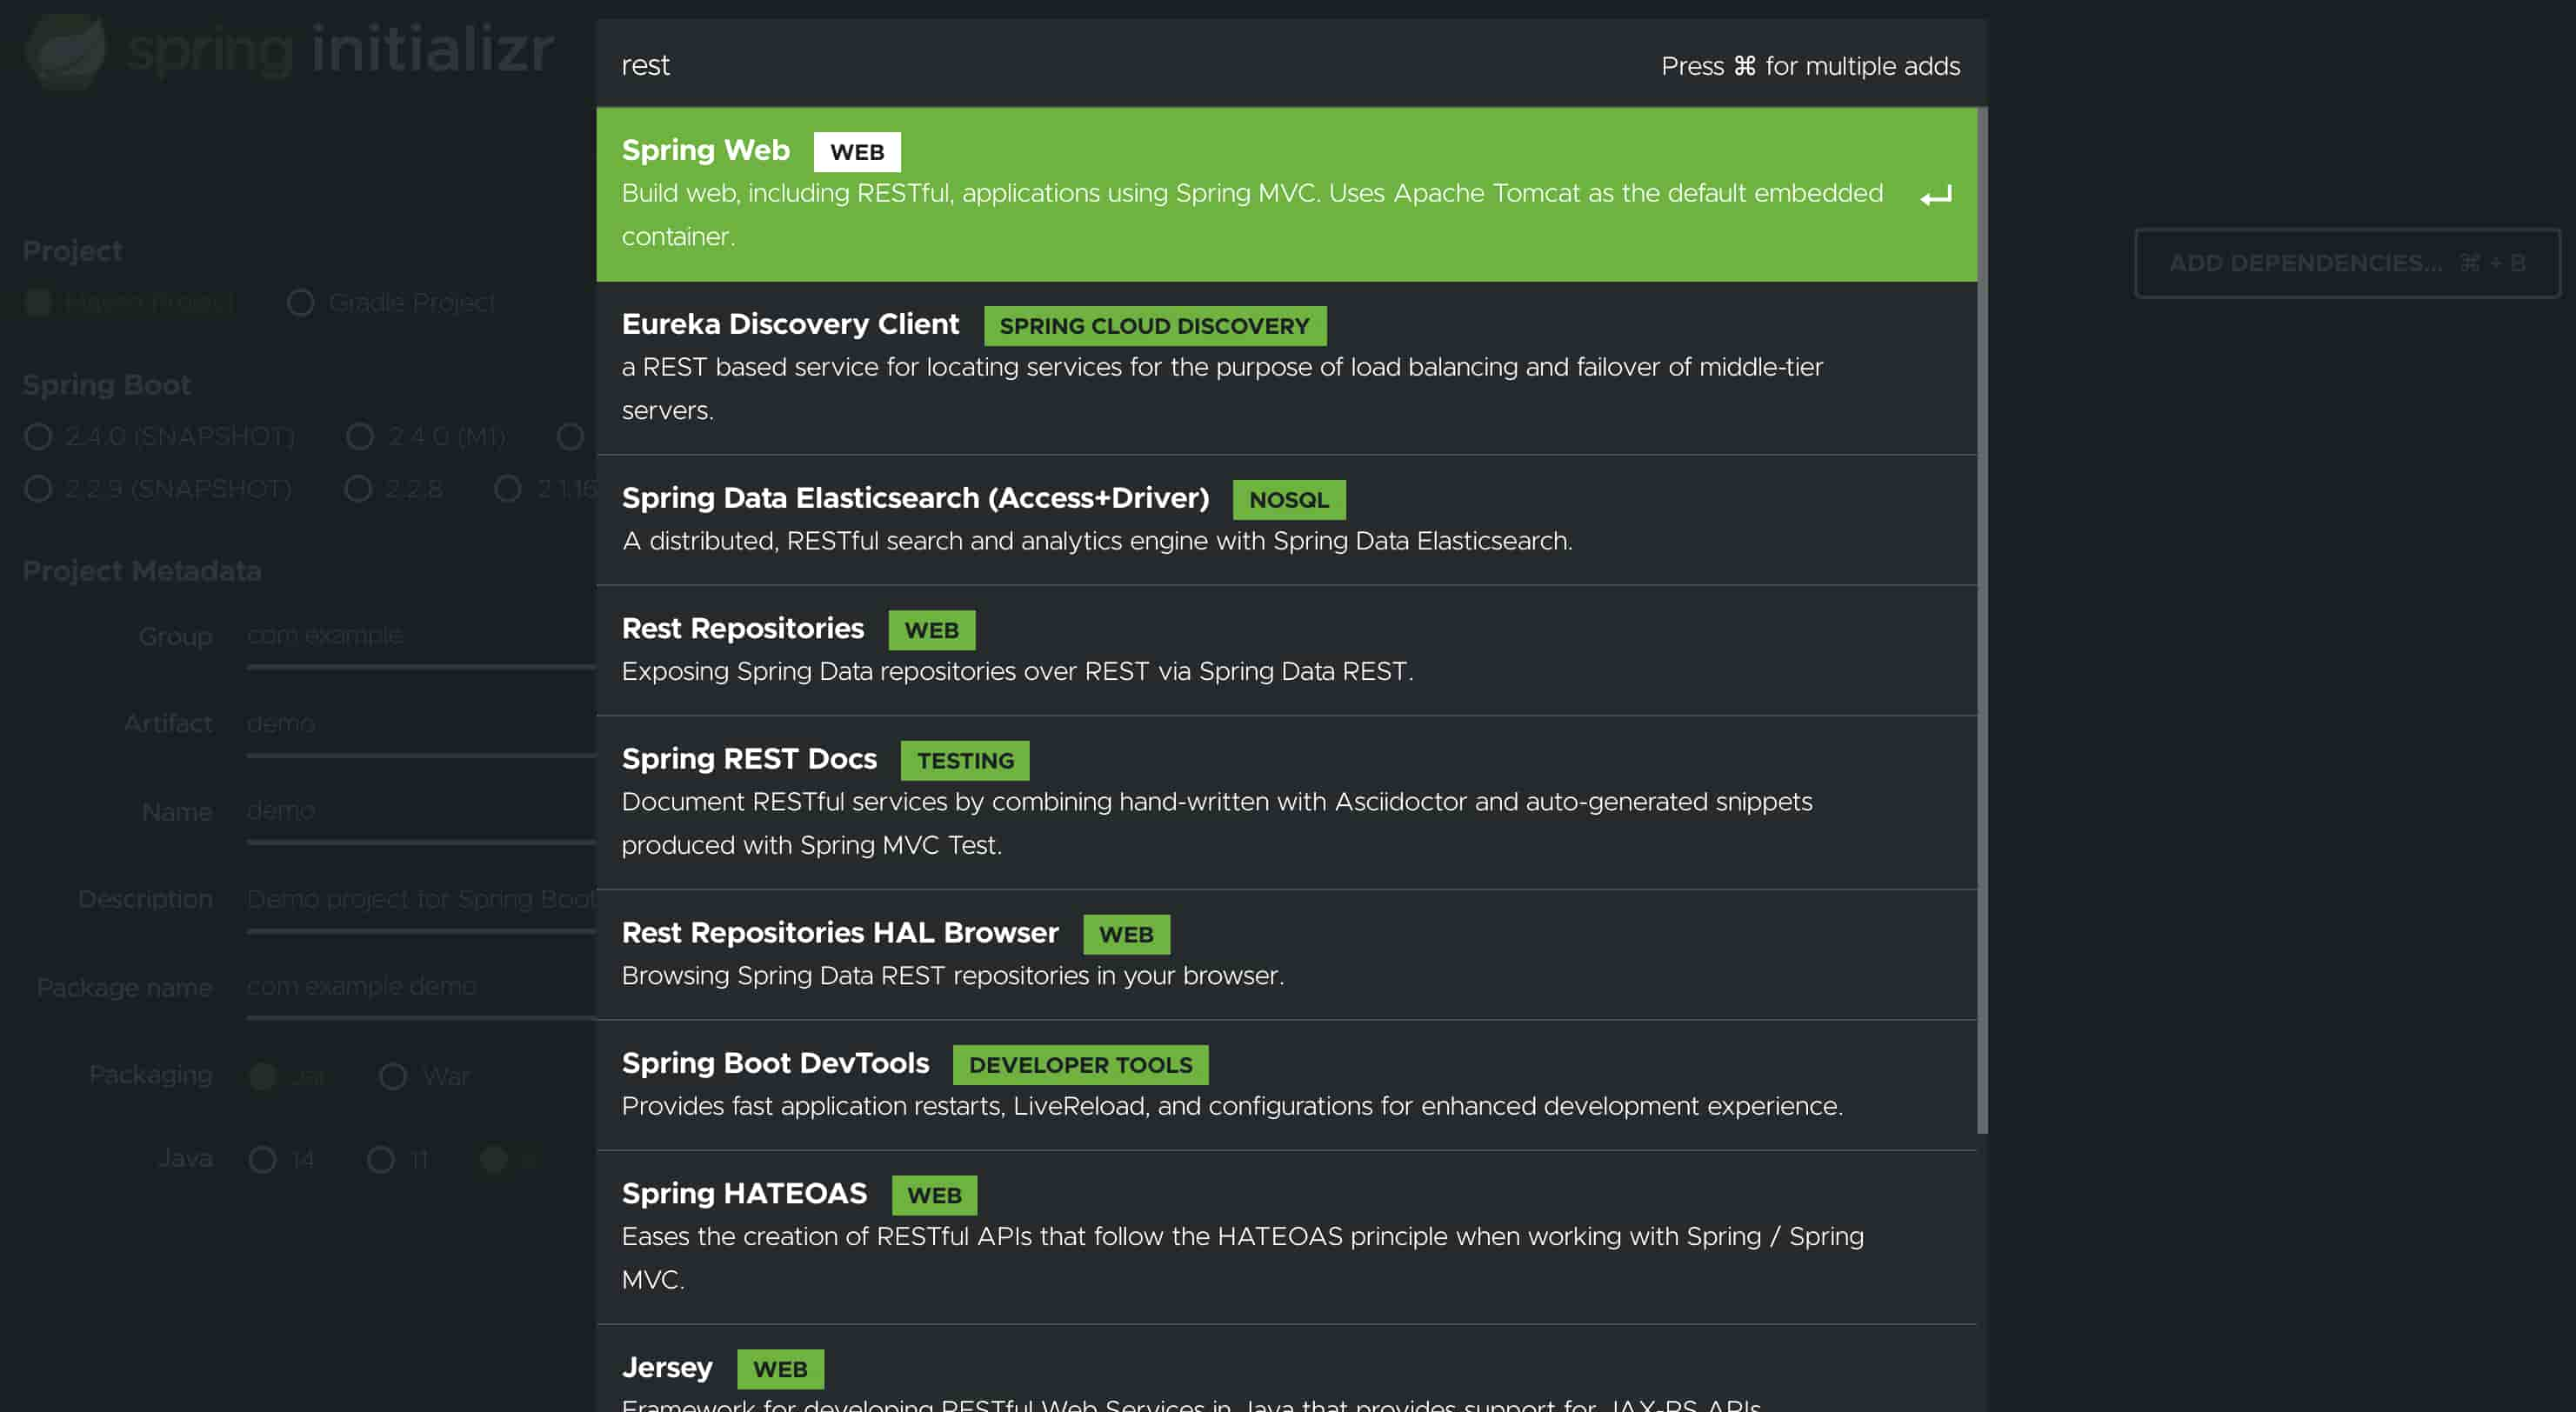 spring initializr
rest
Press ⌘ for multiple adds
Spring Web WEB
Build web, including RESTful, applications using Spring MVC. Uses Apache Tomcat as the default embedded
container.
Eureka Discovery Client SPRING CLOUD DISCOVERY
a REST based service for locating services for the purpose of load balancing and failover of middle-tier
servers.
Spring Data Elasticsearch (Access+Driver) NOSQL
A distributed, RESTful search and analytics engine with Spring Data Elasticsearch.
Rest Repositories WEB
Exposing Spring Data repositories over REST via Spring Data REST.
Spring REST Docs TESTING
Document RESTful services by combining hand-written with Asciidoctor and auto-generated snippets
produced with Spring MVC Test.
Rest Repositories HAL Browser WEB
Browsing Spring Data REST repositories in your browser.
Spring Boot DevTools DEVELOPER TOOLS
Provides fast application restarts, LiveReload, and configurations for enhanced development experience.
Spring HATEOAS WEB
Eases the creation of RESTful APIs that follow the HATEOAS principle when working with Spring / Spring
MVC.
Jersey WEB
Framework for developing RESTful Web Services in Java that provides support for JAX-RS APIs
Project
Maven Project Gradle Project
Spring Boot
2.4.0 (SNAPSHOT) 2.4.0 (M1)
2.2.9 (SNAPSHOT) 2.2.8 2.1.16
Project Metadata
Group com.example
Artifact demo
Name demo
Description Demo project for Spring Boot
Package name com.example.demo
Packaging Jar War
Java 14 11
ADD DEPENDENCIES... ⌘ + B